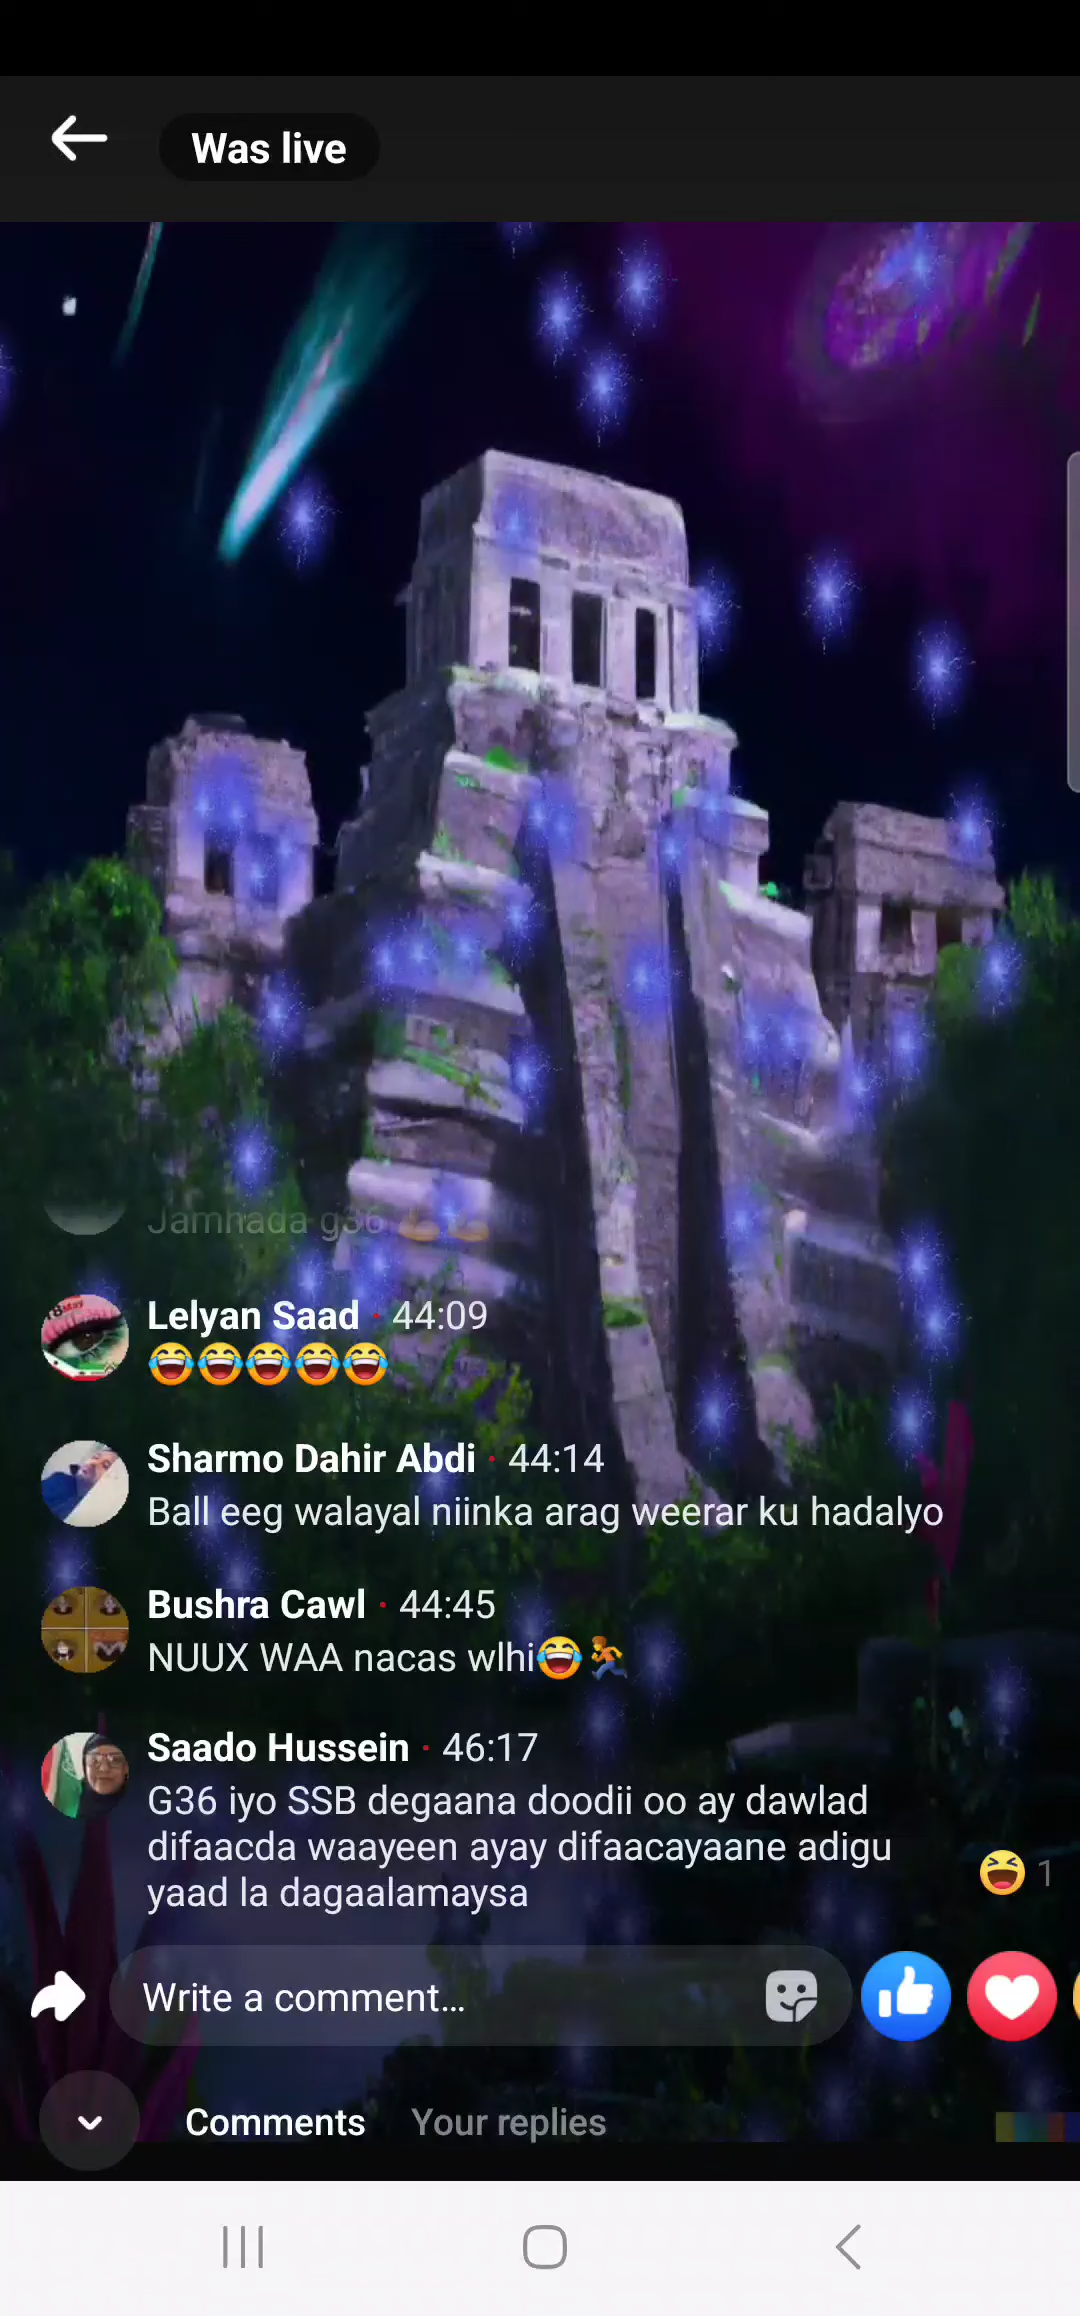 Was live
Jamhada g36 💪💪
Lelyan Saad · 44:09
😂😂😂😂😂
Sharmo Dahir Abdi · 44:14
Ball eeg walayal niinka arag weerar ku hadalyo
Bushra Cawl · 44:45
NUUX WAA nacas wlhi😂🏃
Saado Hussein · 46:17
G36 iyo SSB degaana doodii oo ay dawlad
difaacda waayeen ayay difaacayaane adigu
yaad la dagaalamaysa
😆 1
Write a comment...
Comments Your replies